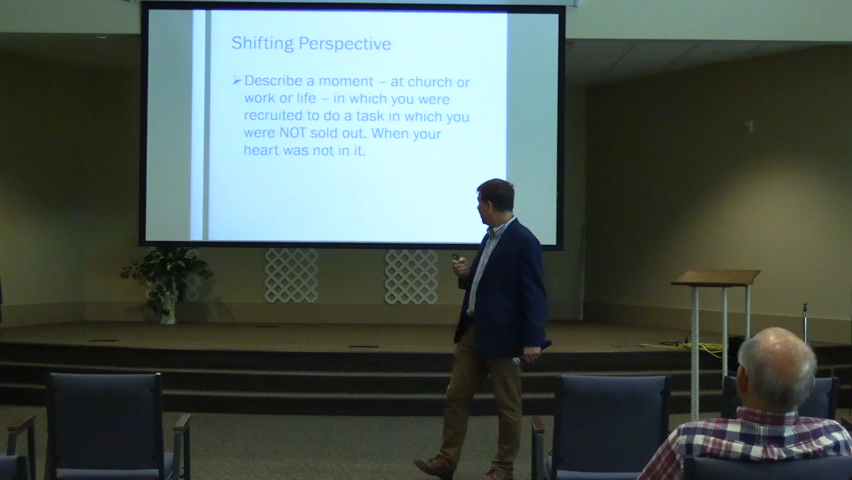 Shifting Perspective
Describe a moment – at church or
work or life – in which you were
recruited to do a task in which you
were NOT sold out. When your
heart was not in it.